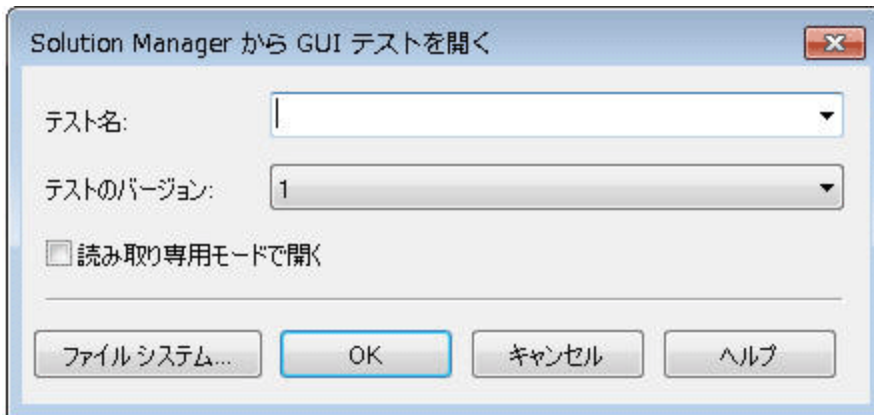 Solution Manager から GUI テストを開く
テスト名:
テストのバージョン: 1
読み取り専用モードで開く
ファイル システム... OK キャンセル ヘルプ